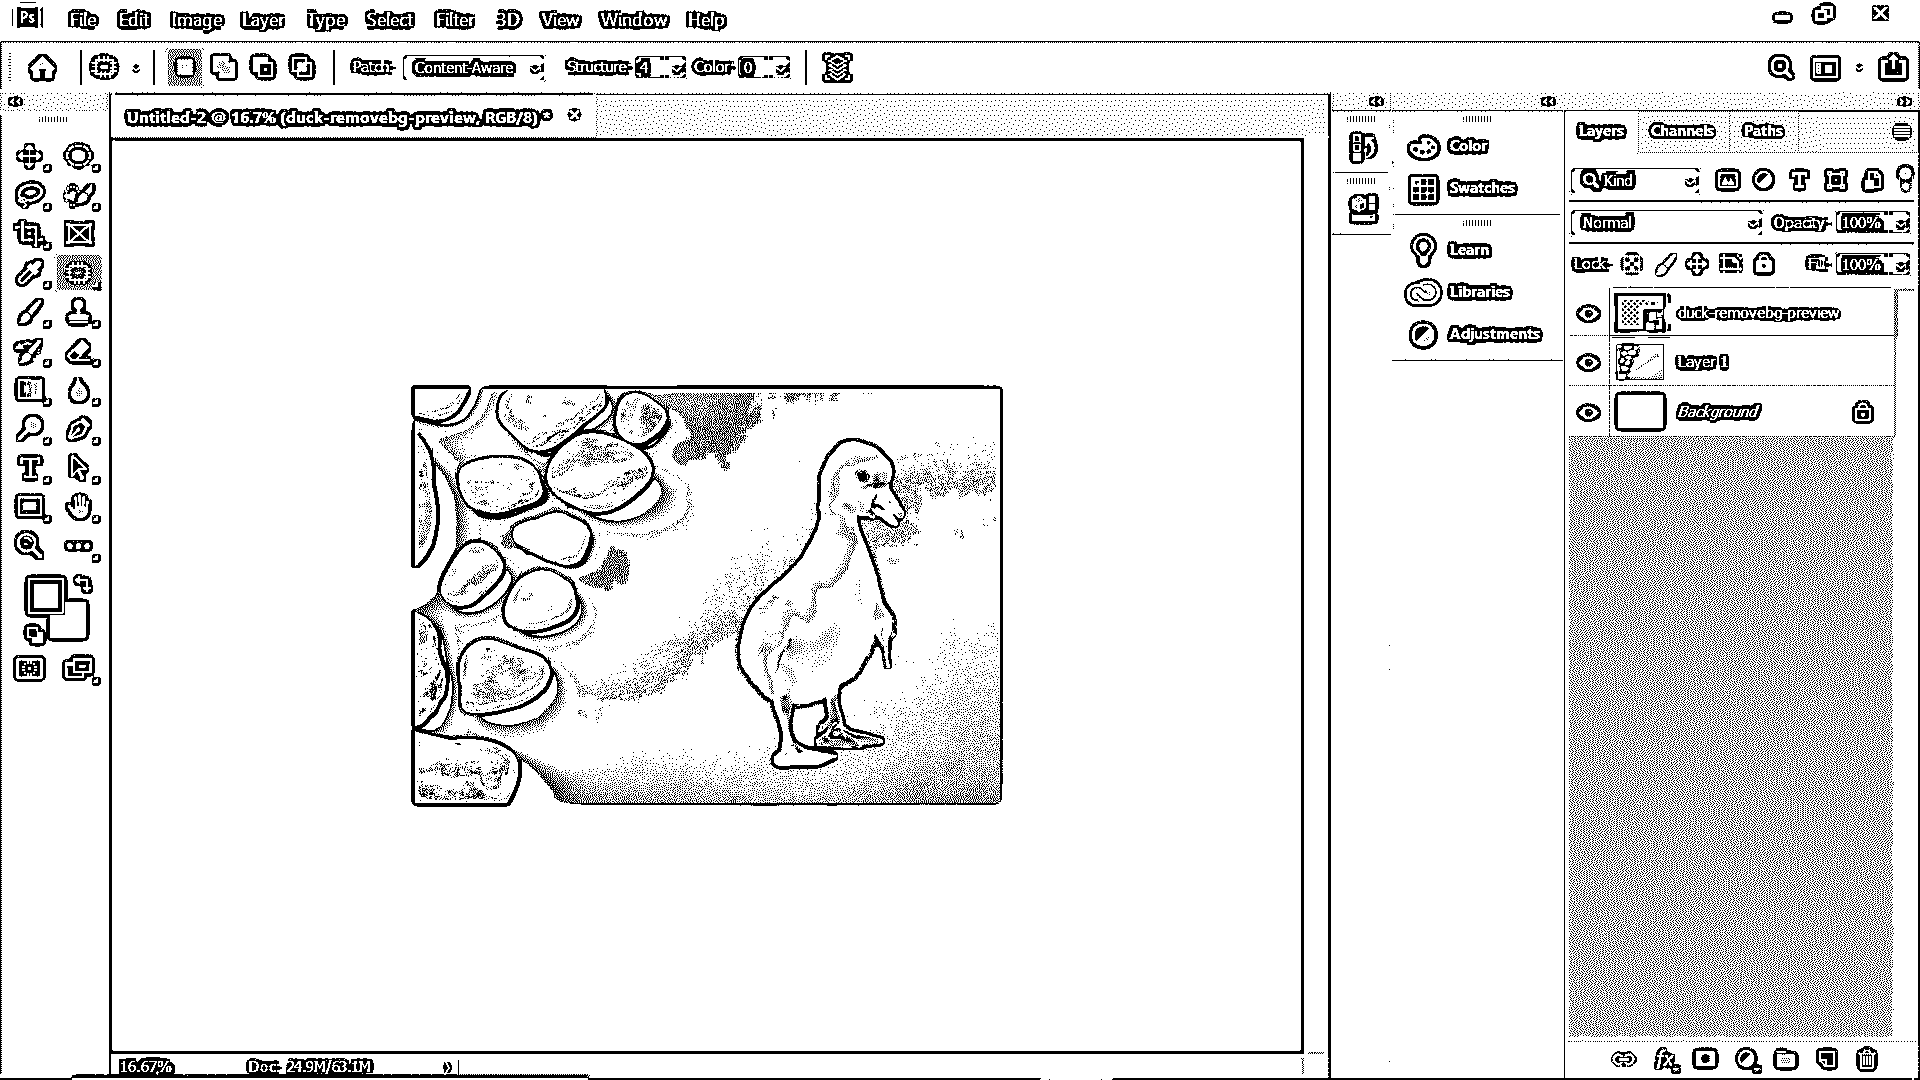 Ps File Edit Image Layer Type Select Filter 3D View Window Help
Patch: Content-Aware Structure: 4 Color: 0
Untitled-2 @ 16.7% (duck-removebg-preview, RGB/8) *
Color
Swatches
Learn
Libraries
Adjustments
Layers Channels Paths
Kind
Normal Opacity: 100%
Lock: Fill: 100%
duck-removebg-preview
Layer 1
Background
16.67% Doc: 24.9M/63.1M